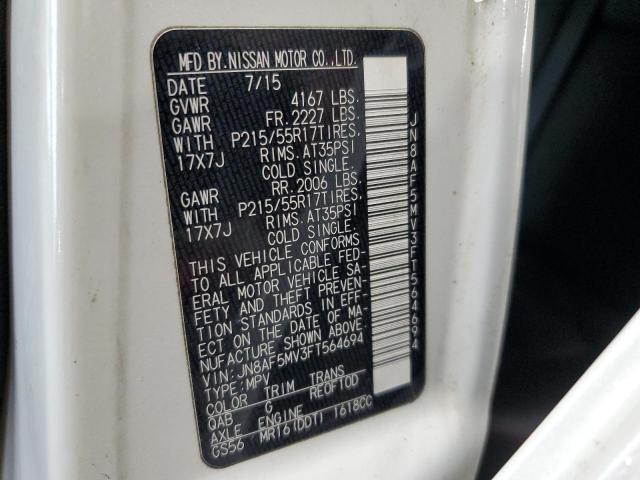 MFD BY.NISSAN MOTOR CO.,LTD.
DATE 7/15
GVWR 4167 LBS.
GAWR FR. 2227 LBS.
WITH P215/55R17TIRES.
17X7J RIMS. AT35PSI
COLD SINGLE.
GAWR RR. 2006 LBS.
WITH P215/55R17TIRES.
17X7J RIMS. AT35PSI
COLD SINGLE.
THIS VEHICLE CONFORMS
TO ALL APPLICABLE FED-
ERAL MOTOR VEHICLE SA-
FETY AND THEFT PREVEN-
TION STANDARDS IN EFF-
ECT ON THE DATE OF MA-
NUFACTURE SHOWN ABOVE.
VIN: JN8AF5MV3FT564694
TYPE: MPV
COLOR TRIM TRANS
QAB G RE0F10D
AXLE ENGINE
GS56 MR16(DDT) 1618CC
JN8AF5MV3FT564694